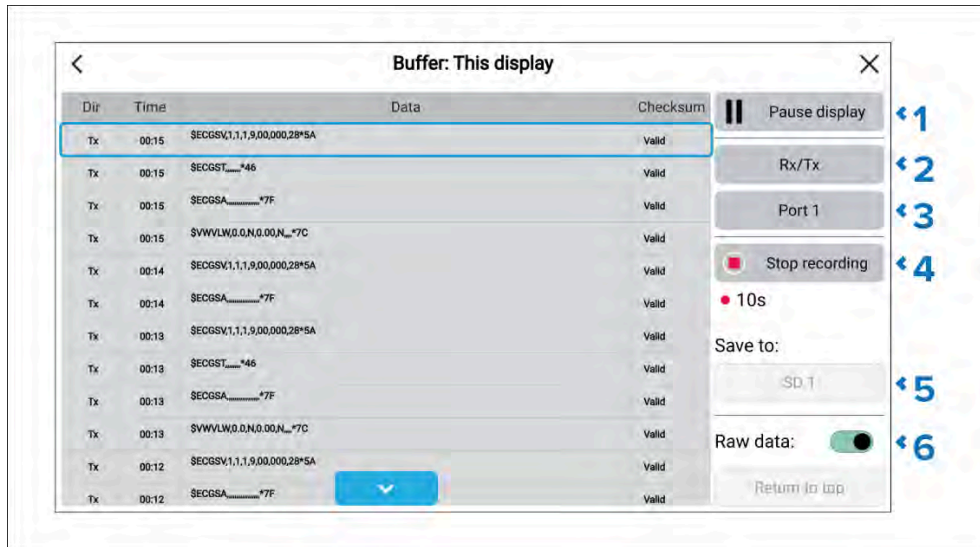 Buffer: This display
Dir Time Data Checksum
Tx 00:15 $ECGSV,1,1,1,9,00,000,28*5A Valid
Tx 00:15 $ECGST,,,,,,,,*46 Valid
Tx 00:15 $ECGSA,,,,,,,,,,,,,,,,,*7F Valid
Tx 00:15 $VWVLW,0.0,N,0.00,N,,,,*7C Valid
Tx 00:14 $ECGSV,1,1,1,9,00,000,28*5A Valid
Tx 00:14 $ECGSA,,,,,,,,,,,,,,,,,*7F Valid
Tx 00:13 $ECGSV,1,1,1,9,00,000,28*5A Valid
Tx 00:13 $ECGST,,,,,,,,*46 Valid
Tx 00:13 $ECGSA,,,,,,,,,,,,,,,,,*7F Valid
Tx 00:13 $VWVLW,0.0,N,0.00,N,,,,*7C Valid
Tx 00:12 $ECGSV,1,1,1,9,00,000,28*5A Valid
Tx 00:12 $ECGSA,,,,,,,,,,,,,,,,,*7F Valid
Pause display 1
Rx/Tx 2
Port 1 3
Stop recording 4
10s
Save to:
SD 1 5
Raw data: 6
Return to top